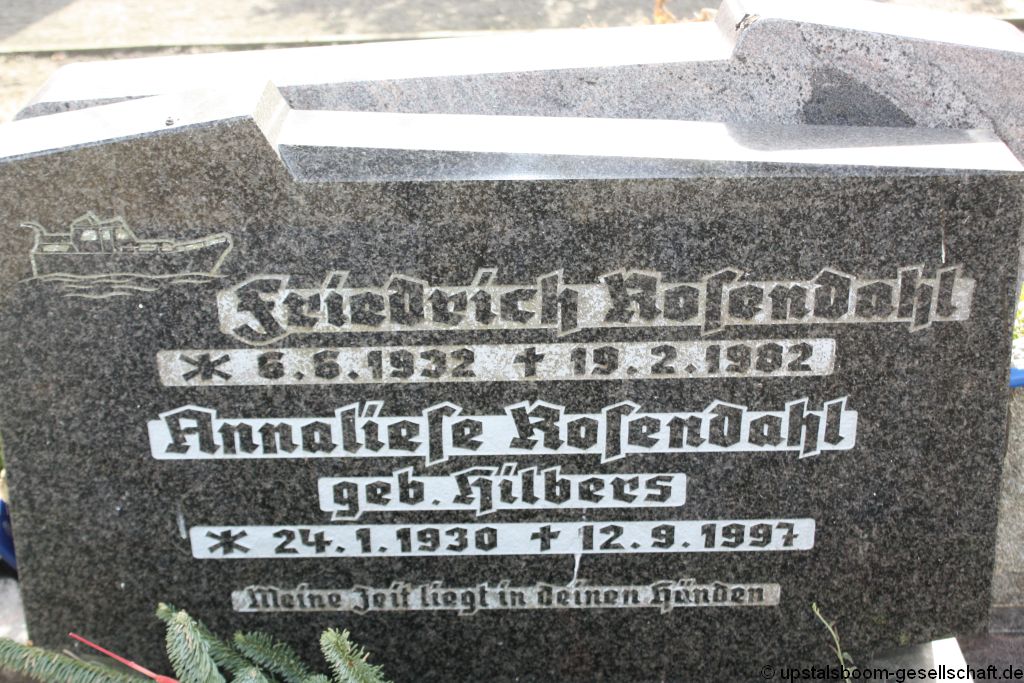 Friedrich Rosendahl
* 6.6.1932 ✝ 19.2.1982
Annaliese Rosendahl
geb. Hilbers
* 24.1.1930 ✝ 12.9.1997
Meine Zeit liegt in deinen Händen
© upstalsboom-gesellschaft.de